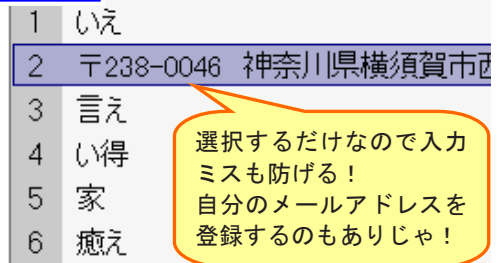 1 いえ
2 〒238-0046 神奈川県横須賀市西
3 言え
4 い得
5 家
6 癒え
選択するだけなので入力
ミスも防げる！
自分のメールアドレスを
登録するのもありじゃ！